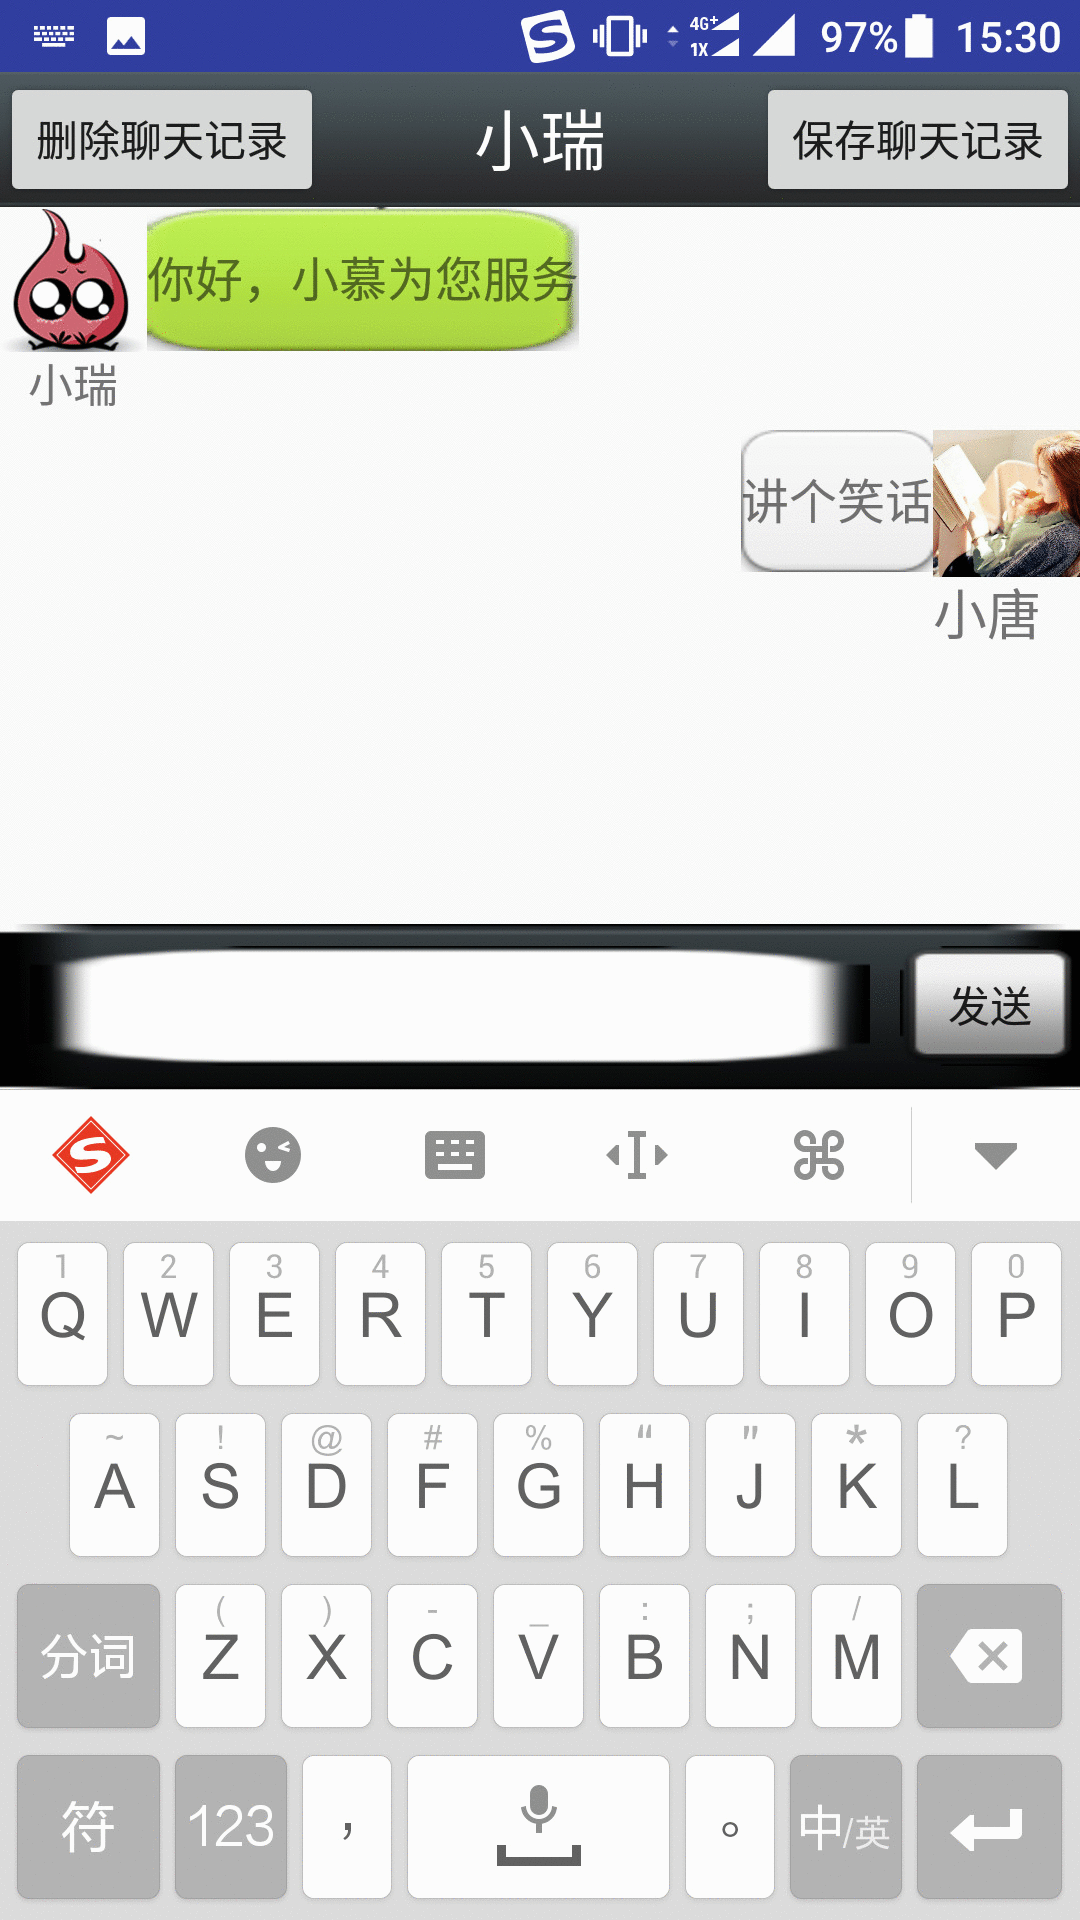 4G+
1X
97%
15:30
删除聊天记录
小瑞
保存聊天记录
你好，小慕为您服务
小瑞
讲个笑话
小唐
发送
1 2 3 4 5 6 7 8 9 0
Q W E R T Y U I O P
~ ! @ # % “ " * ?
A S D F G H J K L
( ) - _ : ; /
分词 Z X C V B N M
符 123 ， 。 中/英